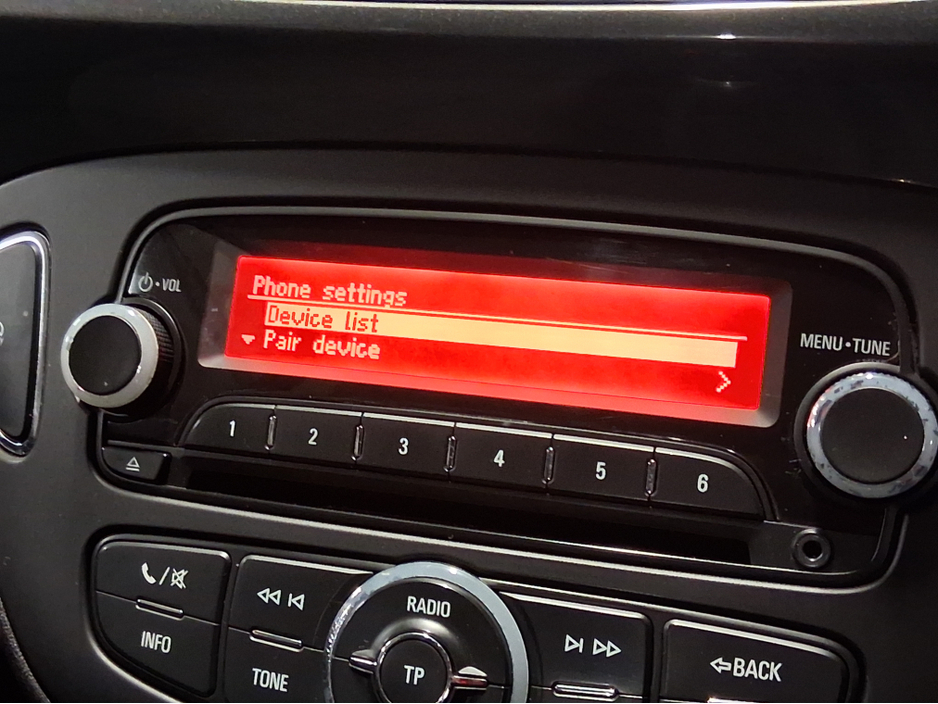 VOL
Phone settings
Device list
Pair device
MENU•TUNE
1
2
3
4
5
6
RADIO
INFO
TONE
TP
BACK